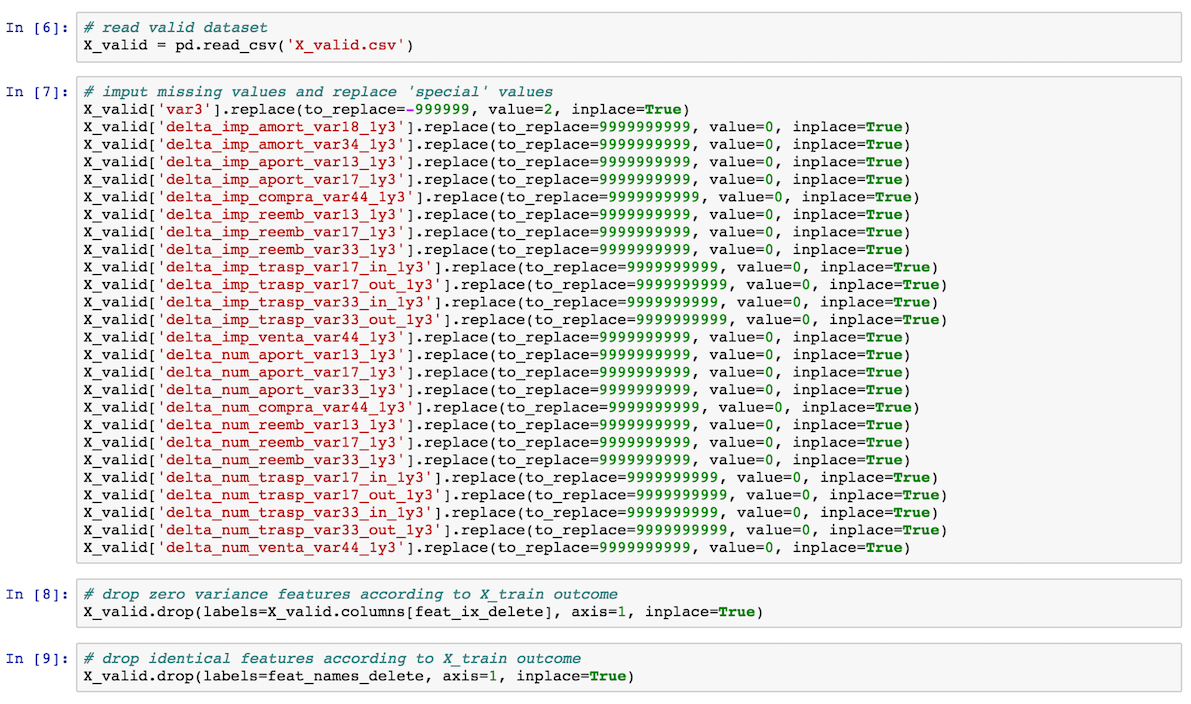 In [6]: # read valid dataset
X_valid = pd.read_csv('X_valid.csv')
In [7]: # imput missing values and replace 'special' values
X_valid['var3'].replace(to_replace=-999999, value=2, inplace=True)
X_valid['delta_imp_amort_var18_1y3'].replace(to_replace=9999999999, value=0, inplace=True)
X_valid['delta_imp_amort_var34_1y3'].replace(to_replace=9999999999, value=0, inplace=True)
X_valid['delta_imp_aport_var13_1y3'].replace(to_replace=9999999999, value=0, inplace=True)
X_valid['delta_imp_aport_var17_1y3'].replace(to_replace=9999999999, value=0, inplace=True)
X_valid['delta_imp_compra_var44_1y3'].replace(to_replace=9999999999, value=0, inplace=True)
X_valid['delta_imp_reemb_var13_1y3'].replace(to_replace=9999999999, value=0, inplace=True)
X_valid['delta_imp_reemb_var17_1y3'].replace(to_replace=9999999999, value=0, inplace=True)
X_valid['delta_imp_reemb_var33_1y3'].replace(to_replace=9999999999, value=0, inplace=True)
X_valid['delta_imp_trasp_var17_in_1y3'].replace(to_replace=9999999999, value=0, inplace=True)
X_valid['delta_imp_trasp_var17_out_1y3'].replace(to_replace=9999999999, value=0, inplace=True)
X_valid['delta_imp_trasp_var33_in_1y3'].replace(to_replace=9999999999, value=0, inplace=True)
X_valid['delta_imp_trasp_var33_out_1y3'].replace(to_replace=9999999999, value=0, inplace=True)
X_valid['delta_imp_venta_var44_1y3'].replace(to_replace=9999999999, value=0, inplace=True)
X_valid['delta_num_aport_var13_1y3'].replace(to_replace=9999999999, value=0, inplace=True)
X_valid['delta_num_aport_var17_1y3'].replace(to_replace=9999999999, value=0, inplace=True)
X_valid['delta_num_aport_var33_1y3'].replace(to_replace=9999999999, value=0, inplace=True)
X_valid['delta_num_compra_var44_1y3'].replace(to_replace=9999999999, value=0, inplace=True)
X_valid['delta_num_reemb_var13_1y3'].replace(to_replace=9999999999, value=0, inplace=True)
X_valid['delta_num_reemb_var17_1y3'].replace(to_replace=9999999999, value=0, inplace=True)
X_valid['delta_num_reemb_var33_1y3'].replace(to_replace=9999999999, value=0, inplace=True)
X_valid['delta_num_trasp_var17_in_1y3'].replace(to_replace=9999999999, value=0, inplace=True)
X_valid['delta_num_trasp_var17_out_1y3'].replace(to_replace=9999999999, value=0, inplace=True)
X_valid['delta_num_trasp_var33_in_1y3'].replace(to_replace=9999999999, value=0, inplace=True)
X_valid['delta_num_trasp_var33_out_1y3'].replace(to_replace=9999999999, value=0, inplace=True)
X_valid['delta_num_venta_var44_1y3'].replace(to_replace=9999999999, value=0, inplace=True)
In [8]: # drop zero variance features according to X_train outcome
X_valid.drop(labels=X_valid.columns[feat_ix_delete], axis=1, inplace=True)
In [9]: # drop identical features according to X_train outcome
X_valid.drop(labels=feat_names_delete, axis=1, inplace=True)